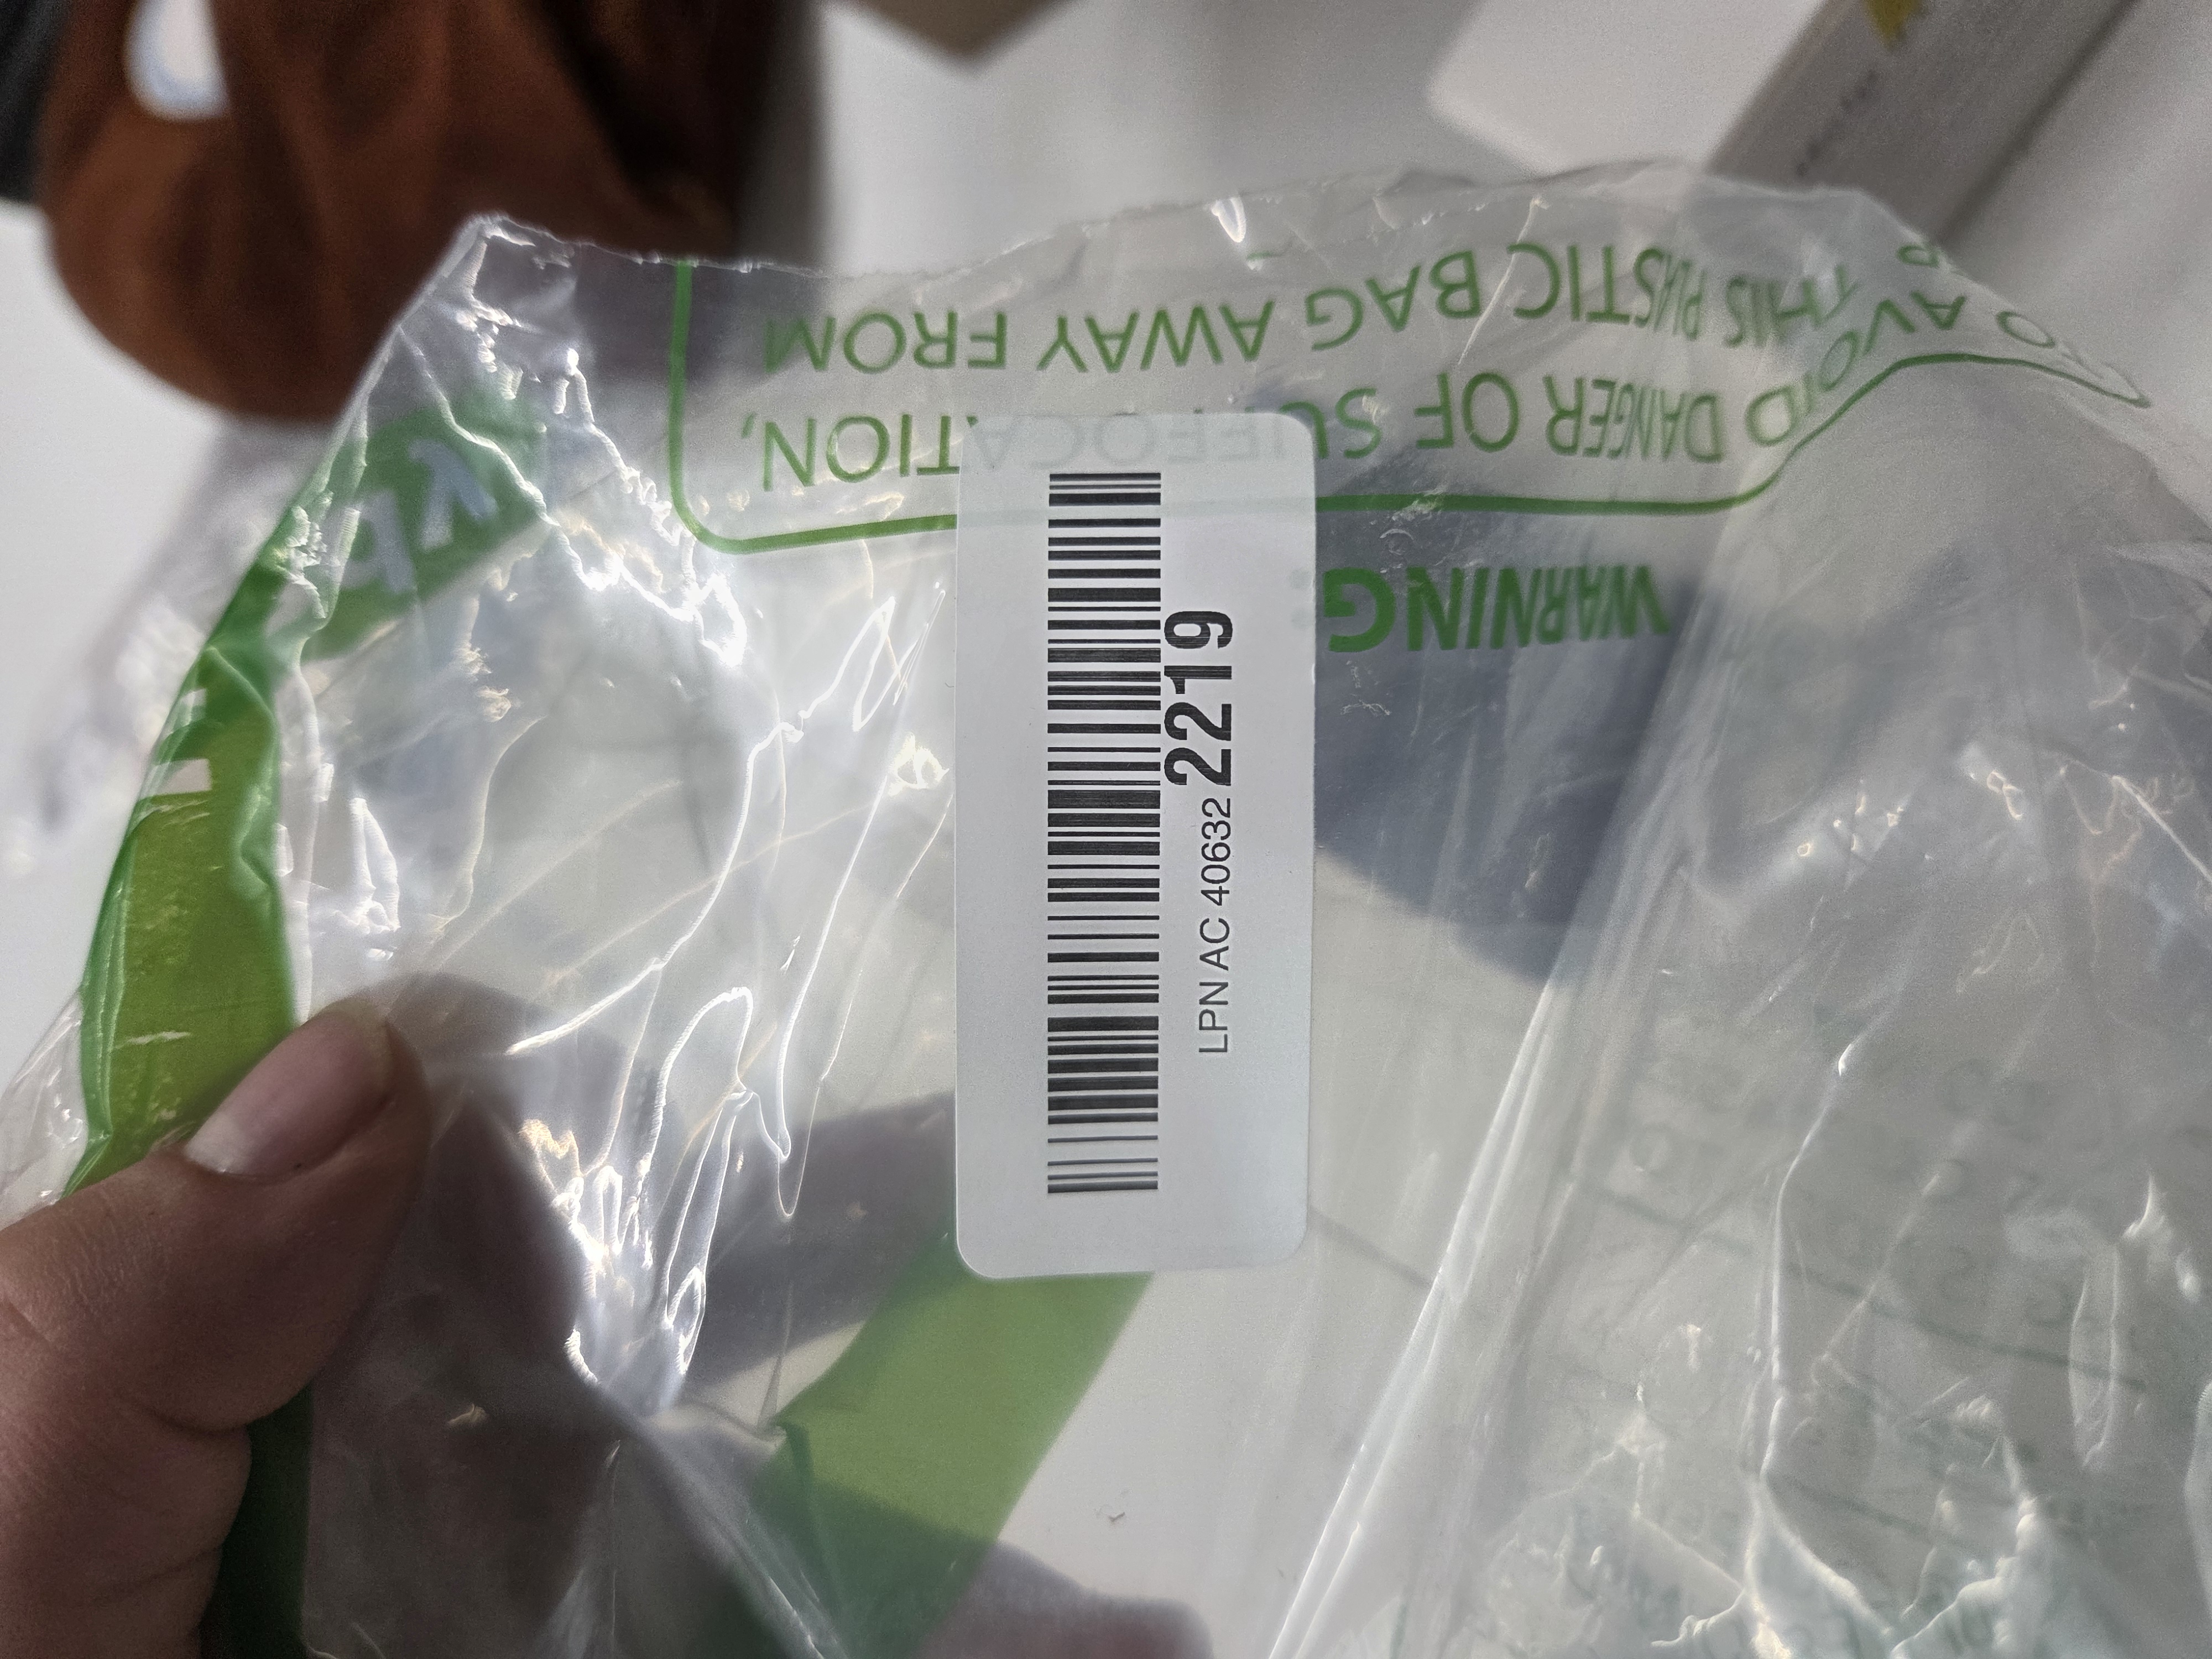 LPN AC 40632 2219
WARNING
O AVOID DANGER OF SUFFOCATION,
THIS PLASTIC BAG AWAY FROM